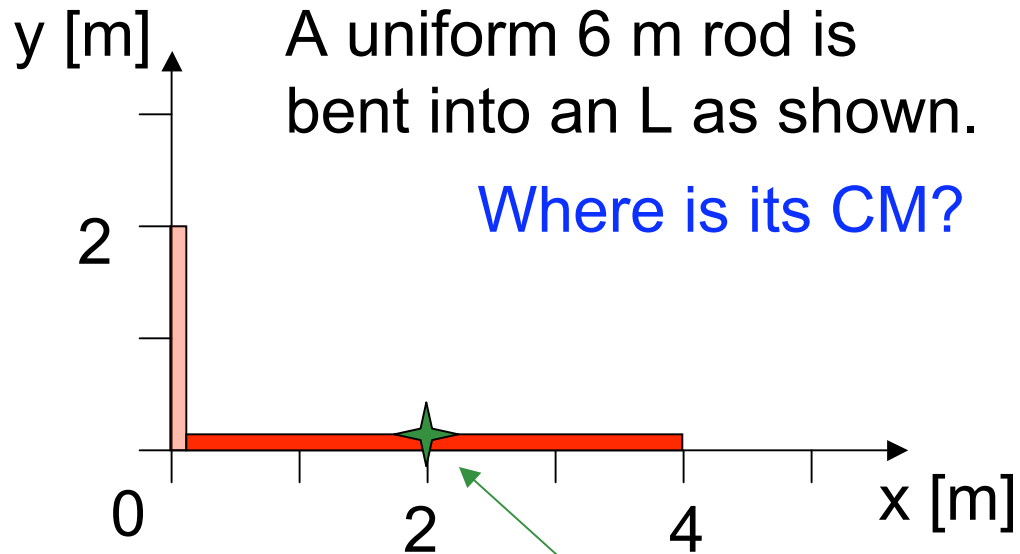 y [m]
A uniform 6 m rod is
bent into an L as shown.
Where is its CM?
2
0
2
4
x [m]